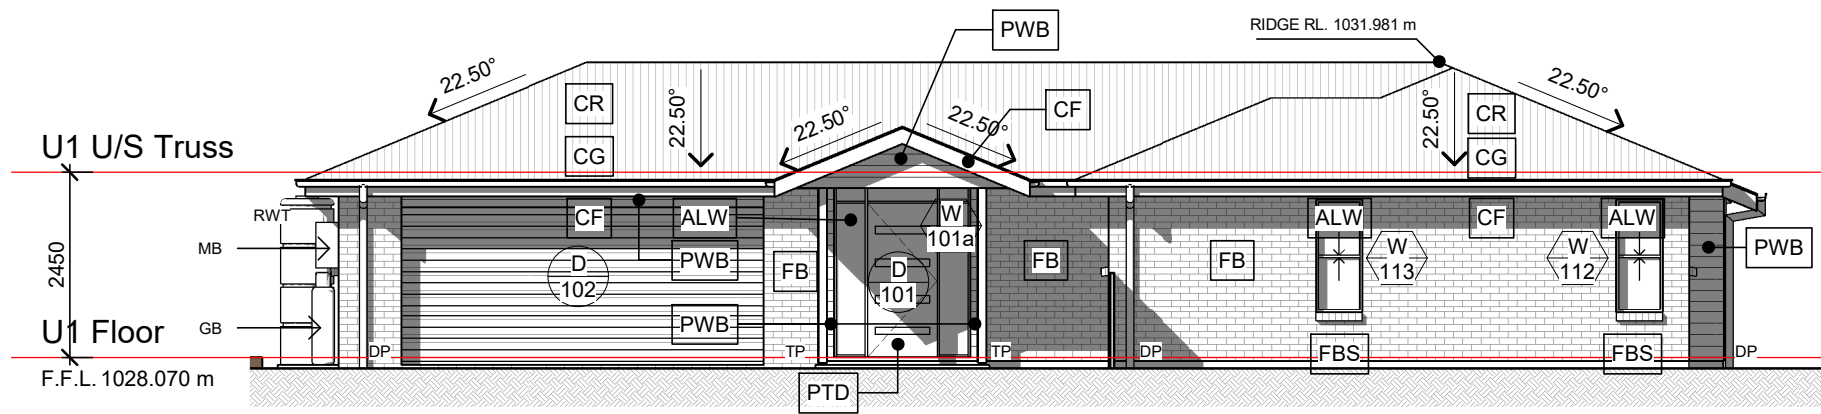 PWB
RIDGE RL. 1031.981 m
22.50°
22.50°
CR
22.50°
22.50°
22.50°
CF
22.50°
CR
U1 U/S Truss
CG
CG
RWT
CF
ALW
W
101a
ALW
CF
ALW
MB
2450
D
102
PWB
FB
D
101
FB
FB
W
113
W
112
PWB
U1 Floor
GB
PWB
DP
TP
TP
DP
FBS
FBS
DP
F.F.L. 1028.070 m
PTD